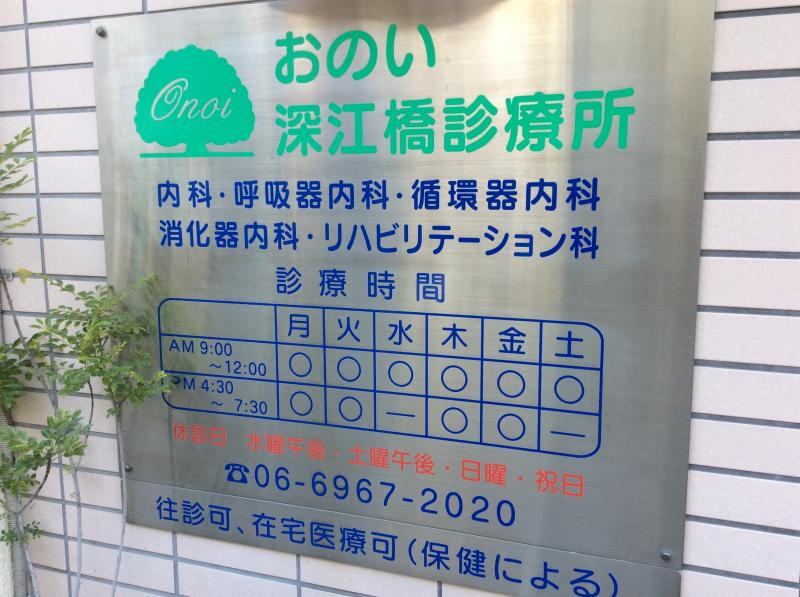 Onoi
おのい
深江橋診療所
内科・呼吸器内科・循環器内科
消化器内科・リハビリテーション科
診療時間
月 火 水 木 金 土
AM 9:00 ～12:00 ○ ○ ○ ○ ○ ○
PM 4:30 ～ 7:30 ○ ○ ― ○ ○ ―
休診日 水曜午後・土曜午後・日曜・祝日
☎06-6967-2020
往診可、在宅医療可(保健による)